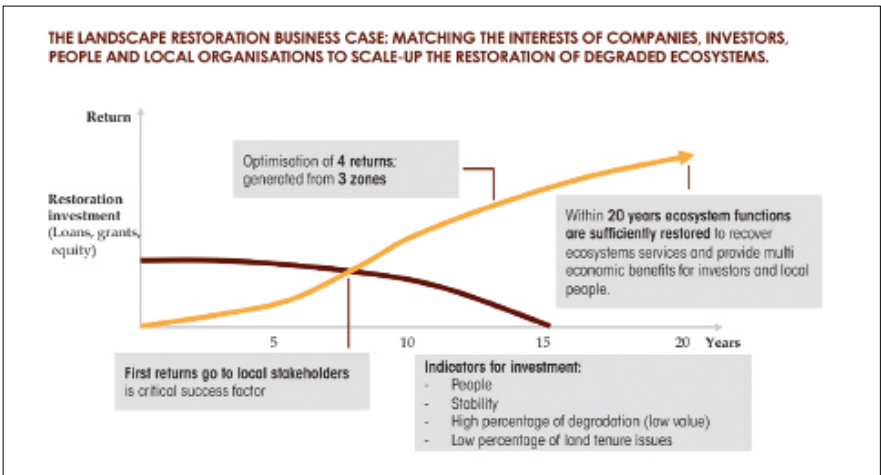 THE LANDSCAPE RESTORATION BUSINESS CASE: MATCHING THE INTERESTS OF COMPANIES, INVESTORS,
PEOPLE AND LOCAL ORGANISATIONS TO SCALE-UP THE RESTORATION OF DEGRADED ECOSYSTEMS.
Return
Optimisation of 4 returns;
generated from 3 zones
Restoration
investment
(Loans, grants,
equity)
Within 20 years ecosystem functions
are sufficiently restored to recover
ecosystems services and provide multi
economic benefits for investors and local
people.
5
10
15
20
Years
First returns go to local stakeholders
is critical success factor
Indicators for investment:
- People
- Stability
- High percentage of degradation (low value)
- Low percentage of land tenure issues